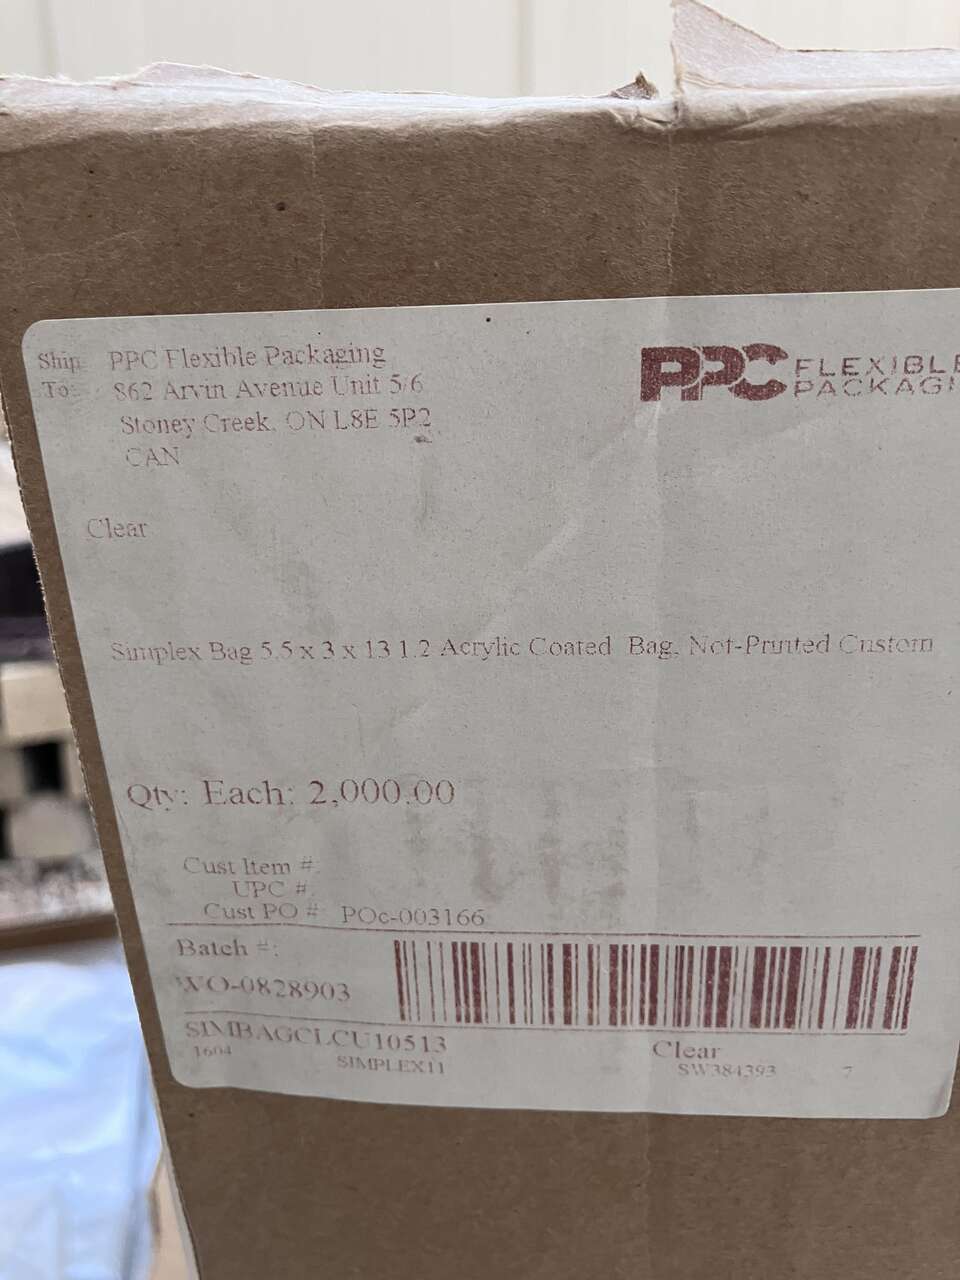 Ship PPC Flexible Packaging
To: 862 Arvin Avenue Unit 5/6
Stoney Creek, ON L8E 5P2
CAN
PPC FLEXIBLE
PACKAGI
Clear
Simplex Bag 5.5 x 3 x 13 1.2 Acrylic Coated Bag, Not-Printed Custom
Qty: Each: 2,000.00
Cust Item #:
UPC #:
Cust PO #: POc-003166
Batch #:
WO-0828903
SIMBAGCLCU10513 Clear
1604 SIMPLEX11 SW384393 7